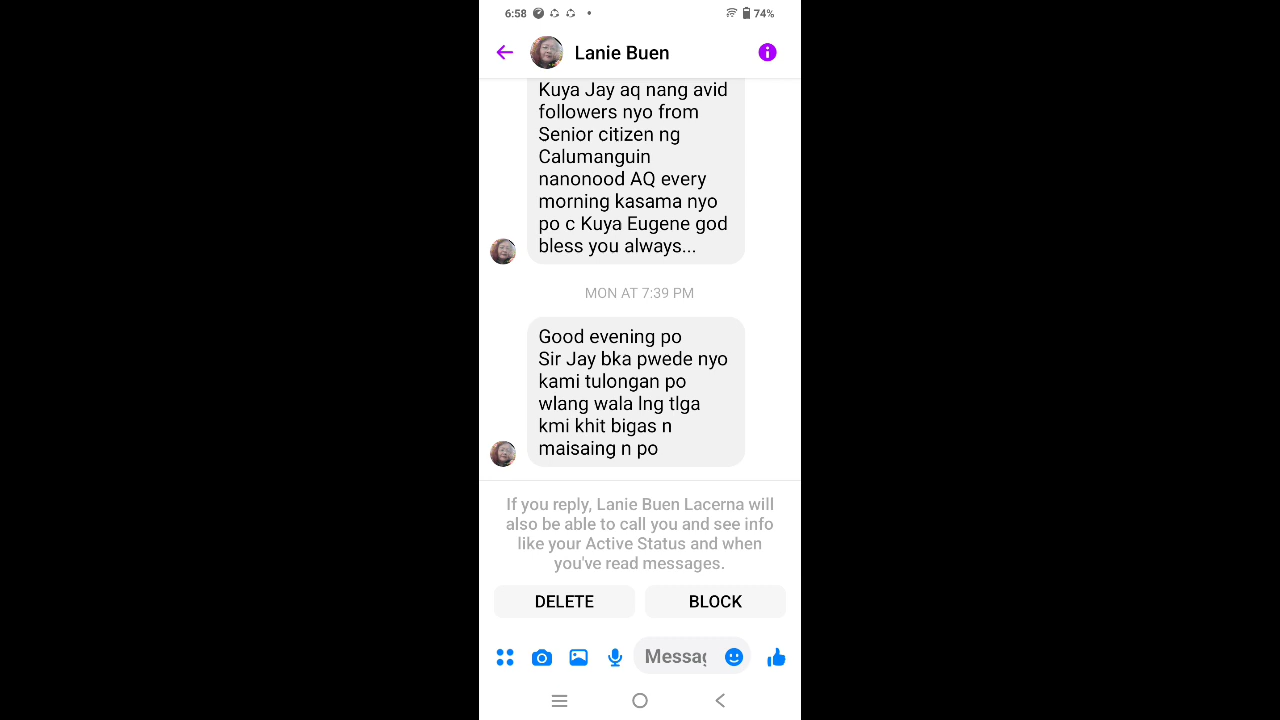 6:58
74%
Lanie Buen
Kuya Jay aq nang avid
followers nyo from
Senior citizen ng
Calumanguin
nanonood AQ every
morning kasama nyo
po c Kuya Eugene god
bless you always...
MON AT 7:39 PM
Good evening po
Sir Jay bka pwede nyo
kami tulongan po
wlang wala lng tlga
kmi khit bigas n
maisaing n po
If you reply, Lanie Buen Lacerna will
also be able to call you and see info
like your Active Status and when
you've read messages.
DELETE
BLOCK
Messag